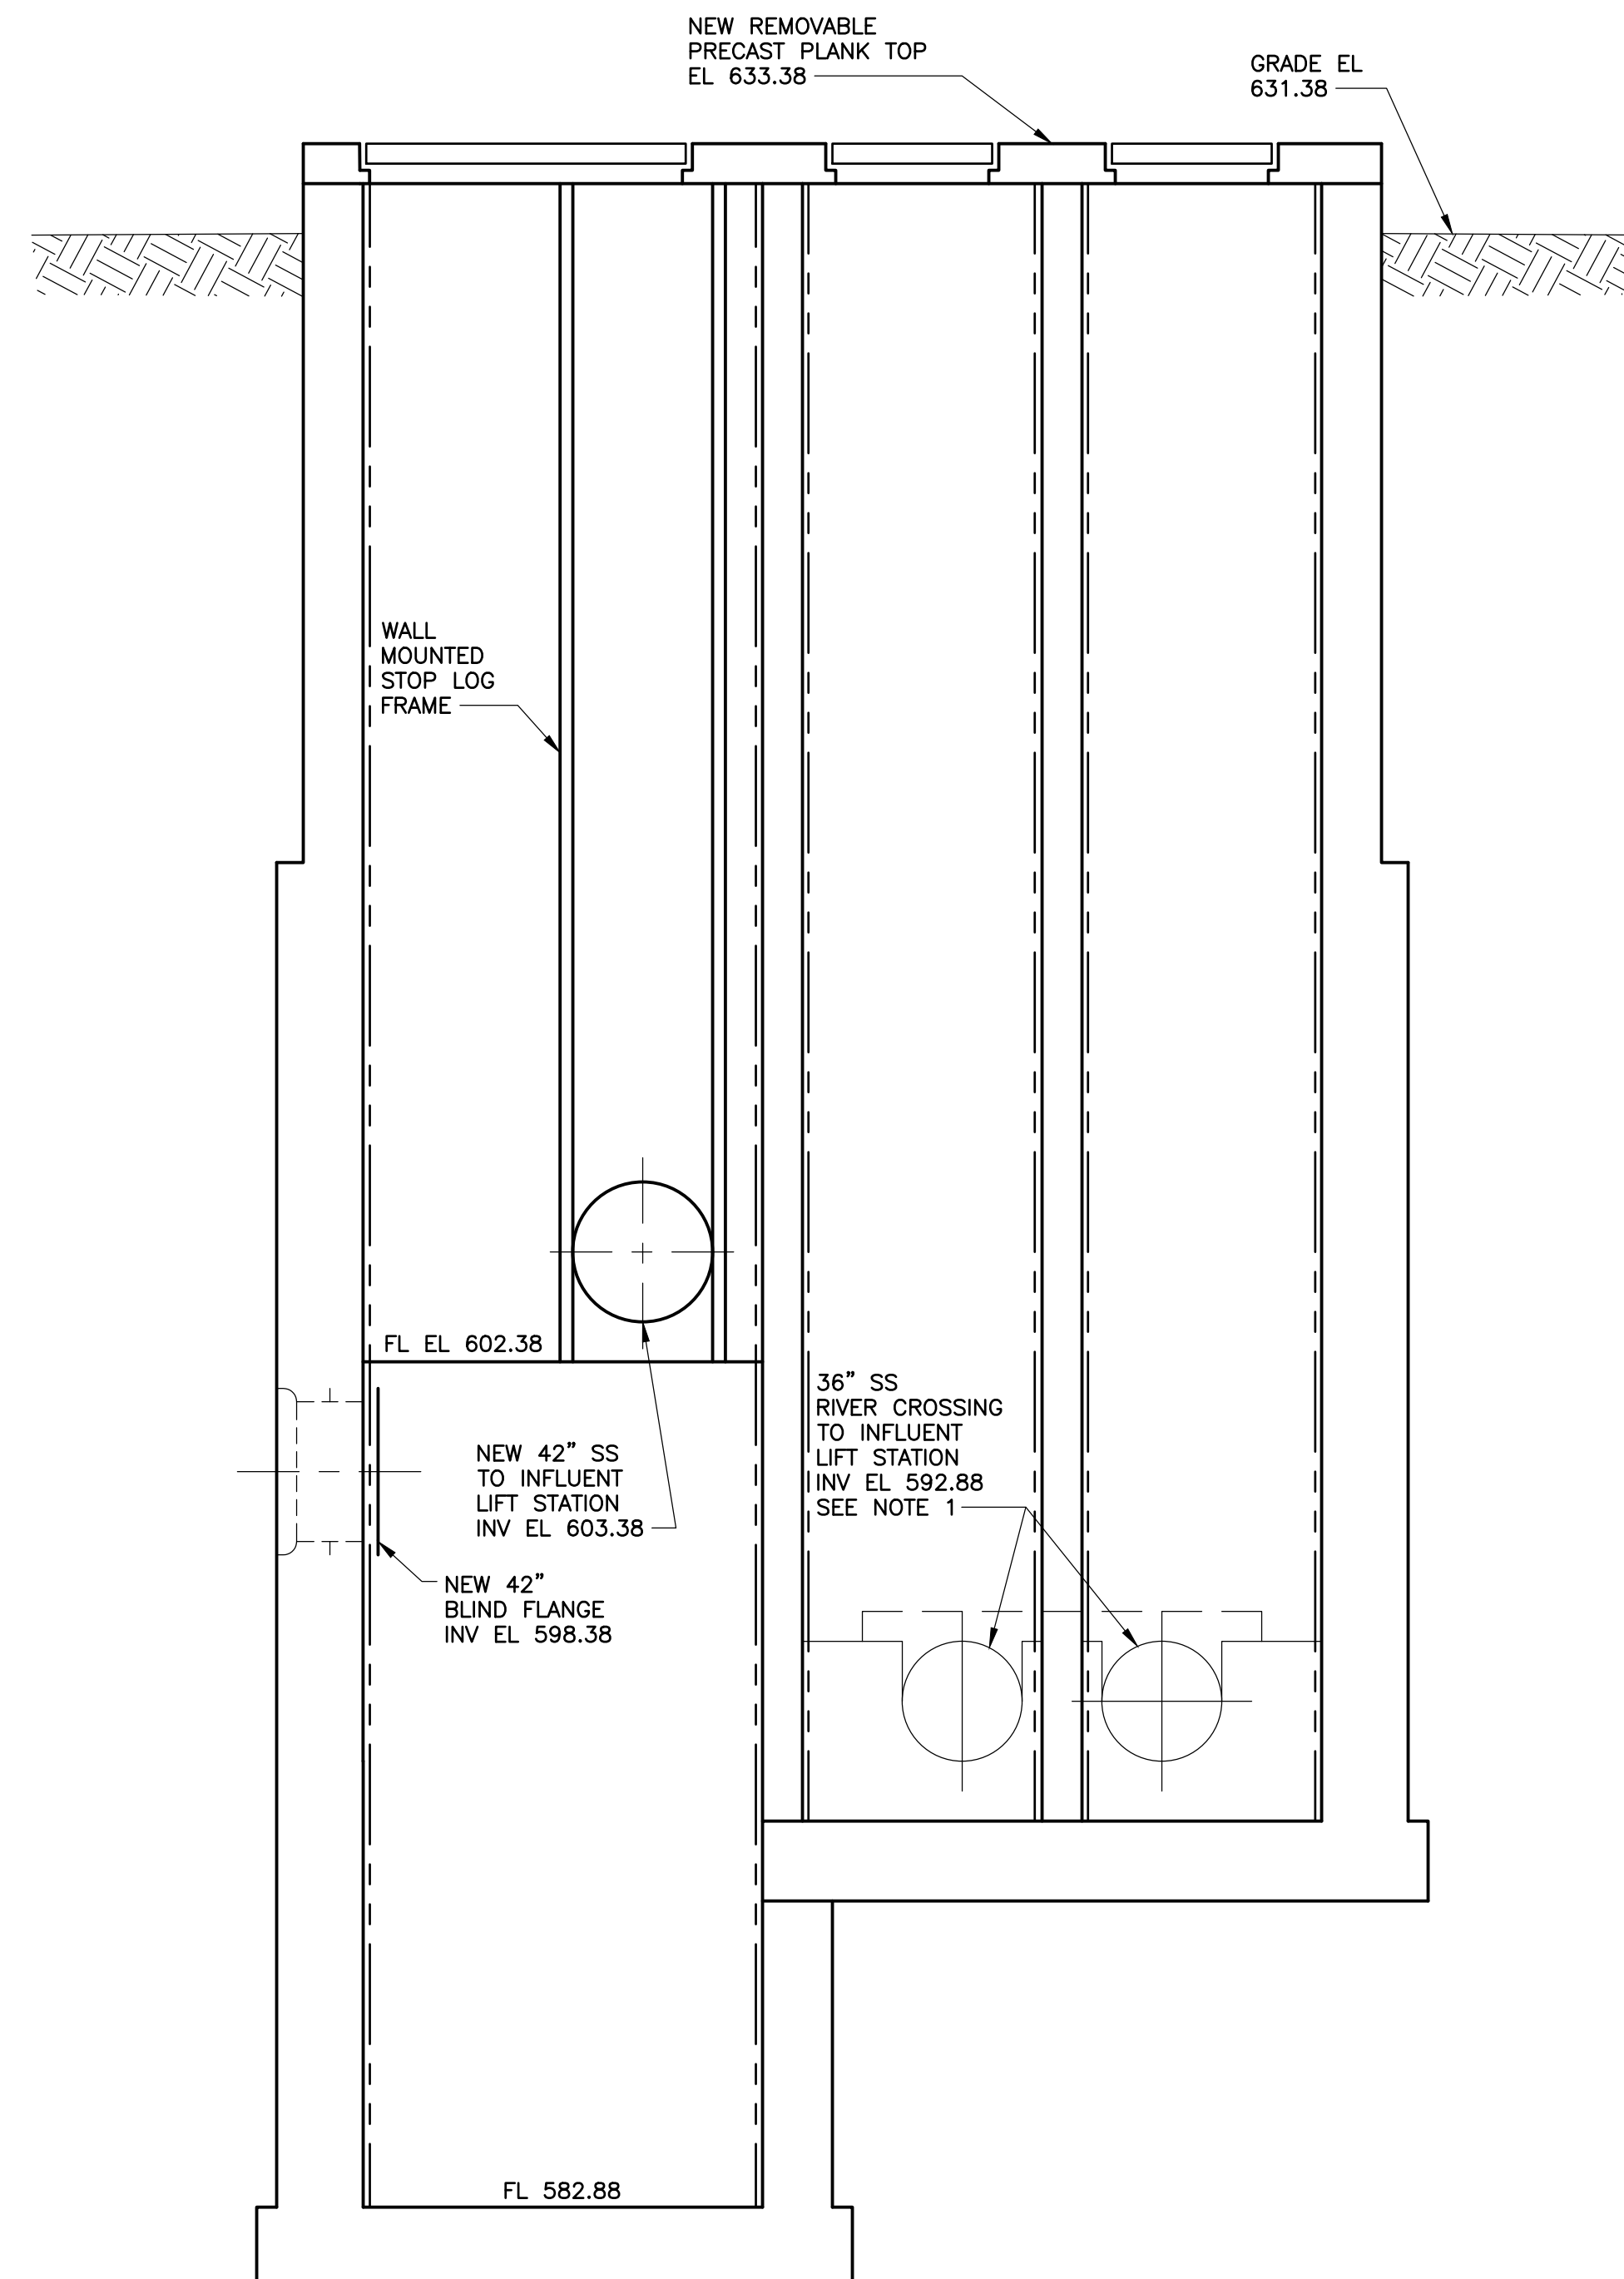 NEW REMOVABLE
PRECAST PLANK TOP
EL 633.38
GRADE EL
631.38
WALL
MOUNTED
STOP LOG
FRAME
FL EL 602.38
36” SS
RIVER CROSSING
TO INFLUENT
LIFT STATION
INV EL 592.88
SEE NOTE 1
NEW 42” SS
TO INFLUENT
LIFT STATION
INV EL 603.38
NEW 42”
BLIND FLANGE
INV EL 598.38
FL 582.88